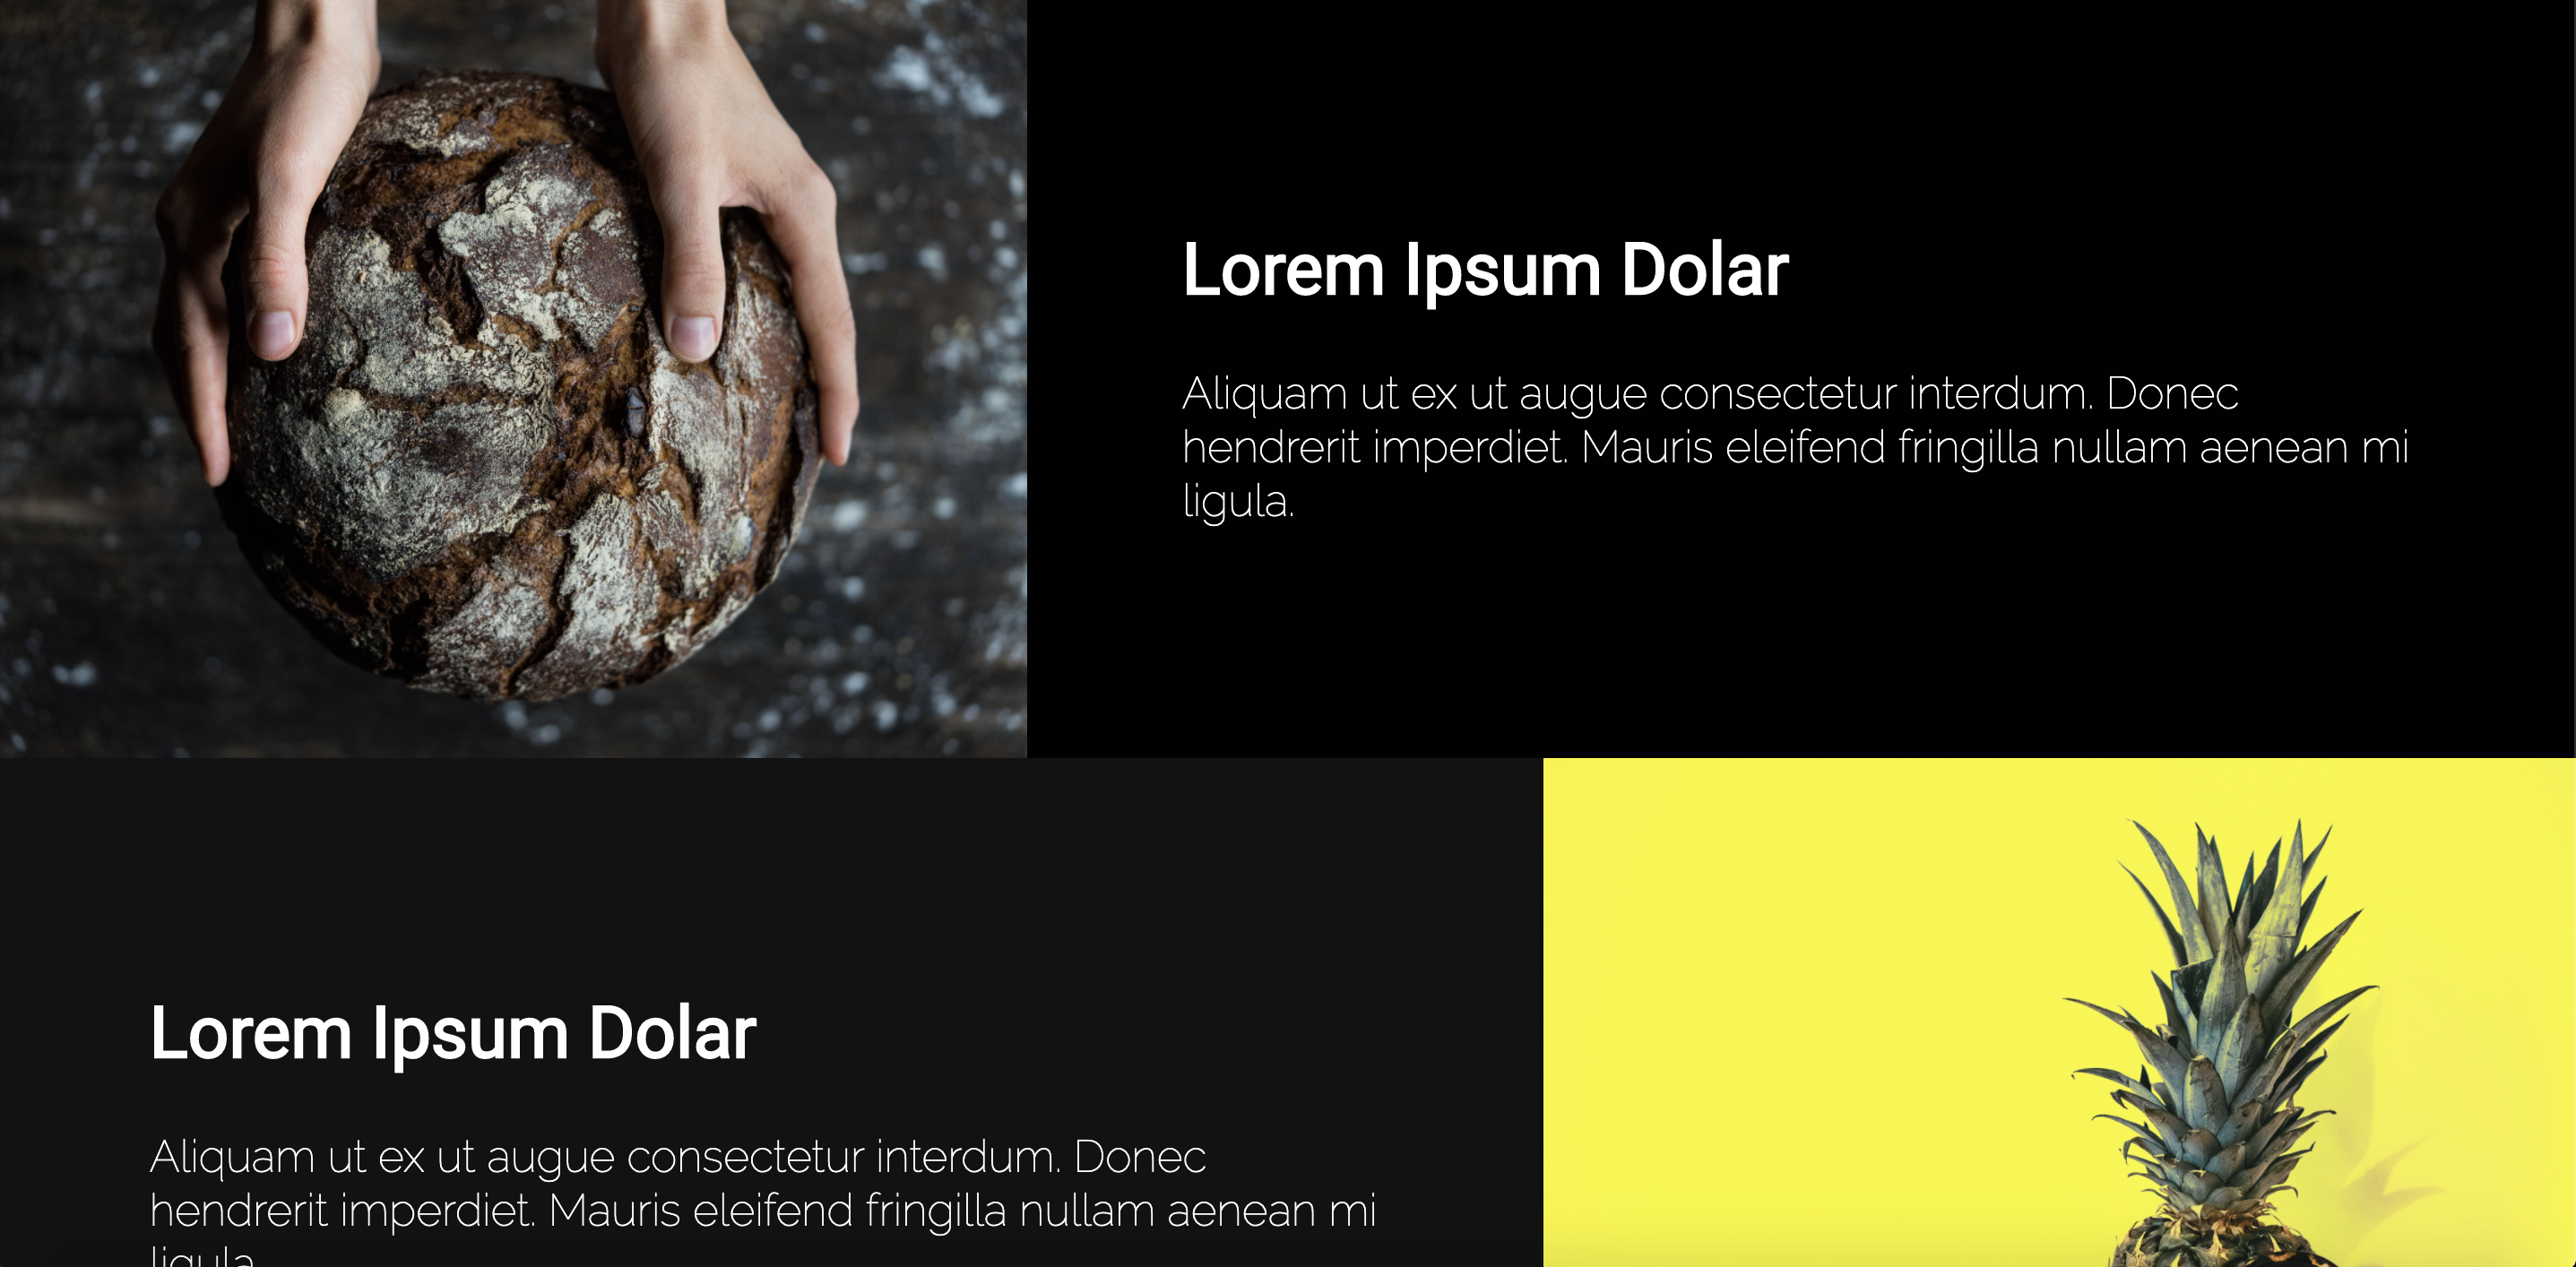 Lorem Ipsum Dolar
Aliquam ut ex ut augue consectetur interdum. Donec
hendrerit imperdiet. Mauris eleifend fringilla nullam aenean mi
ligula.
Lorem Ipsum Dolar
Aliquam ut ex ut augue consectetur interdum. Donec
hendrerit imperdiet. Mauris eleifend fringilla nullam aenean mi
ligula.